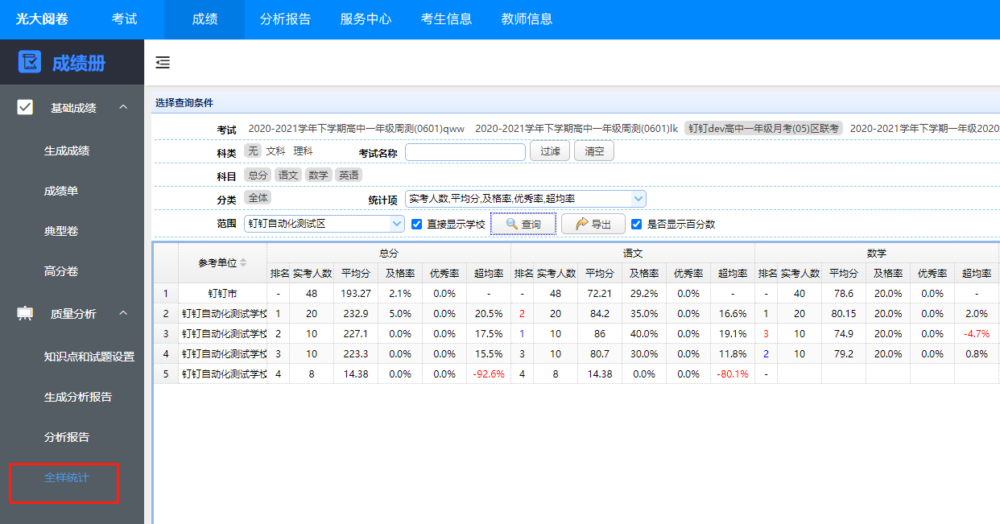 光大阅卷 考试 成绩 分析报告 服务中心 考生信息 教师信息
成绩册
基础成绩
生成成绩
成绩单
典型卷
高分卷
质量分析
知识点和试题设置
生成分析报告
分析报告
全样统计
选择查询条件
考试 2020-2021学年下学期高中一年级周测(0601)qww 2020-2021学年下学期高中一年级周测(0601)lk 钉钉dev高中一年级月考(05)区联考 2020-2021学年下学期一年级2020
科类 无 文科 理科 考试名称 过滤 清空
科目 总分 语文 数学 英语
分类 全体 统计项 实考人数,平均分,及格率,优秀率,超均率
范围 钉钉自动化测试区 直接显示学校 查询 导出 是否显示百分数
参考单位 总分 语文 数学
排名 实考人数 平均分 及格率 优秀率 超均率 排名 实考人数 平均分 及格率 优秀率 超均率 排名 实考人数 平均分 及格率 优秀率 超均率
1 钉钉市 - 48 193.27 2.1% 0.0% - - 48 72.21 29.2% 0.0% - - 40 78.6 20.0% 0.0% -
2 钉钉自动化测试学校 1 20 232.9 5.0% 0.0% 20.5% 2 20 84.2 35.0% 0.0% 16.6% 1 20 80.15 20.0% 0.0% 2.0%
3 钉钉自动化测试学校 2 10 227.1 0.0% 0.0% 17.5% 1 10 86 40.0% 0.0% 19.1% 3 10 74.9 20.0% 0.0% -4.7%
4 钉钉自动化测试学校 3 10 223.3 0.0% 0.0% 15.5% 3 10 80.7 30.0% 0.0% 11.8% 2 10 79.2 20.0% 0.0% 0.8%
5 钉钉自动化测试学校 4 8 14.38 0.0% 0.0% -92.6% 4 8 14.38 0.0% 0.0% -80.1% -